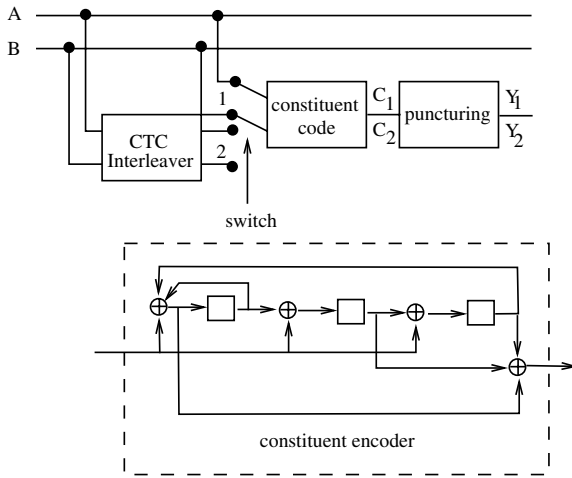 A
B
1
constituent
code
C1
C2
puncturing
Y1
Y2
CTC
Interleaver
2
switch
constituent encoder